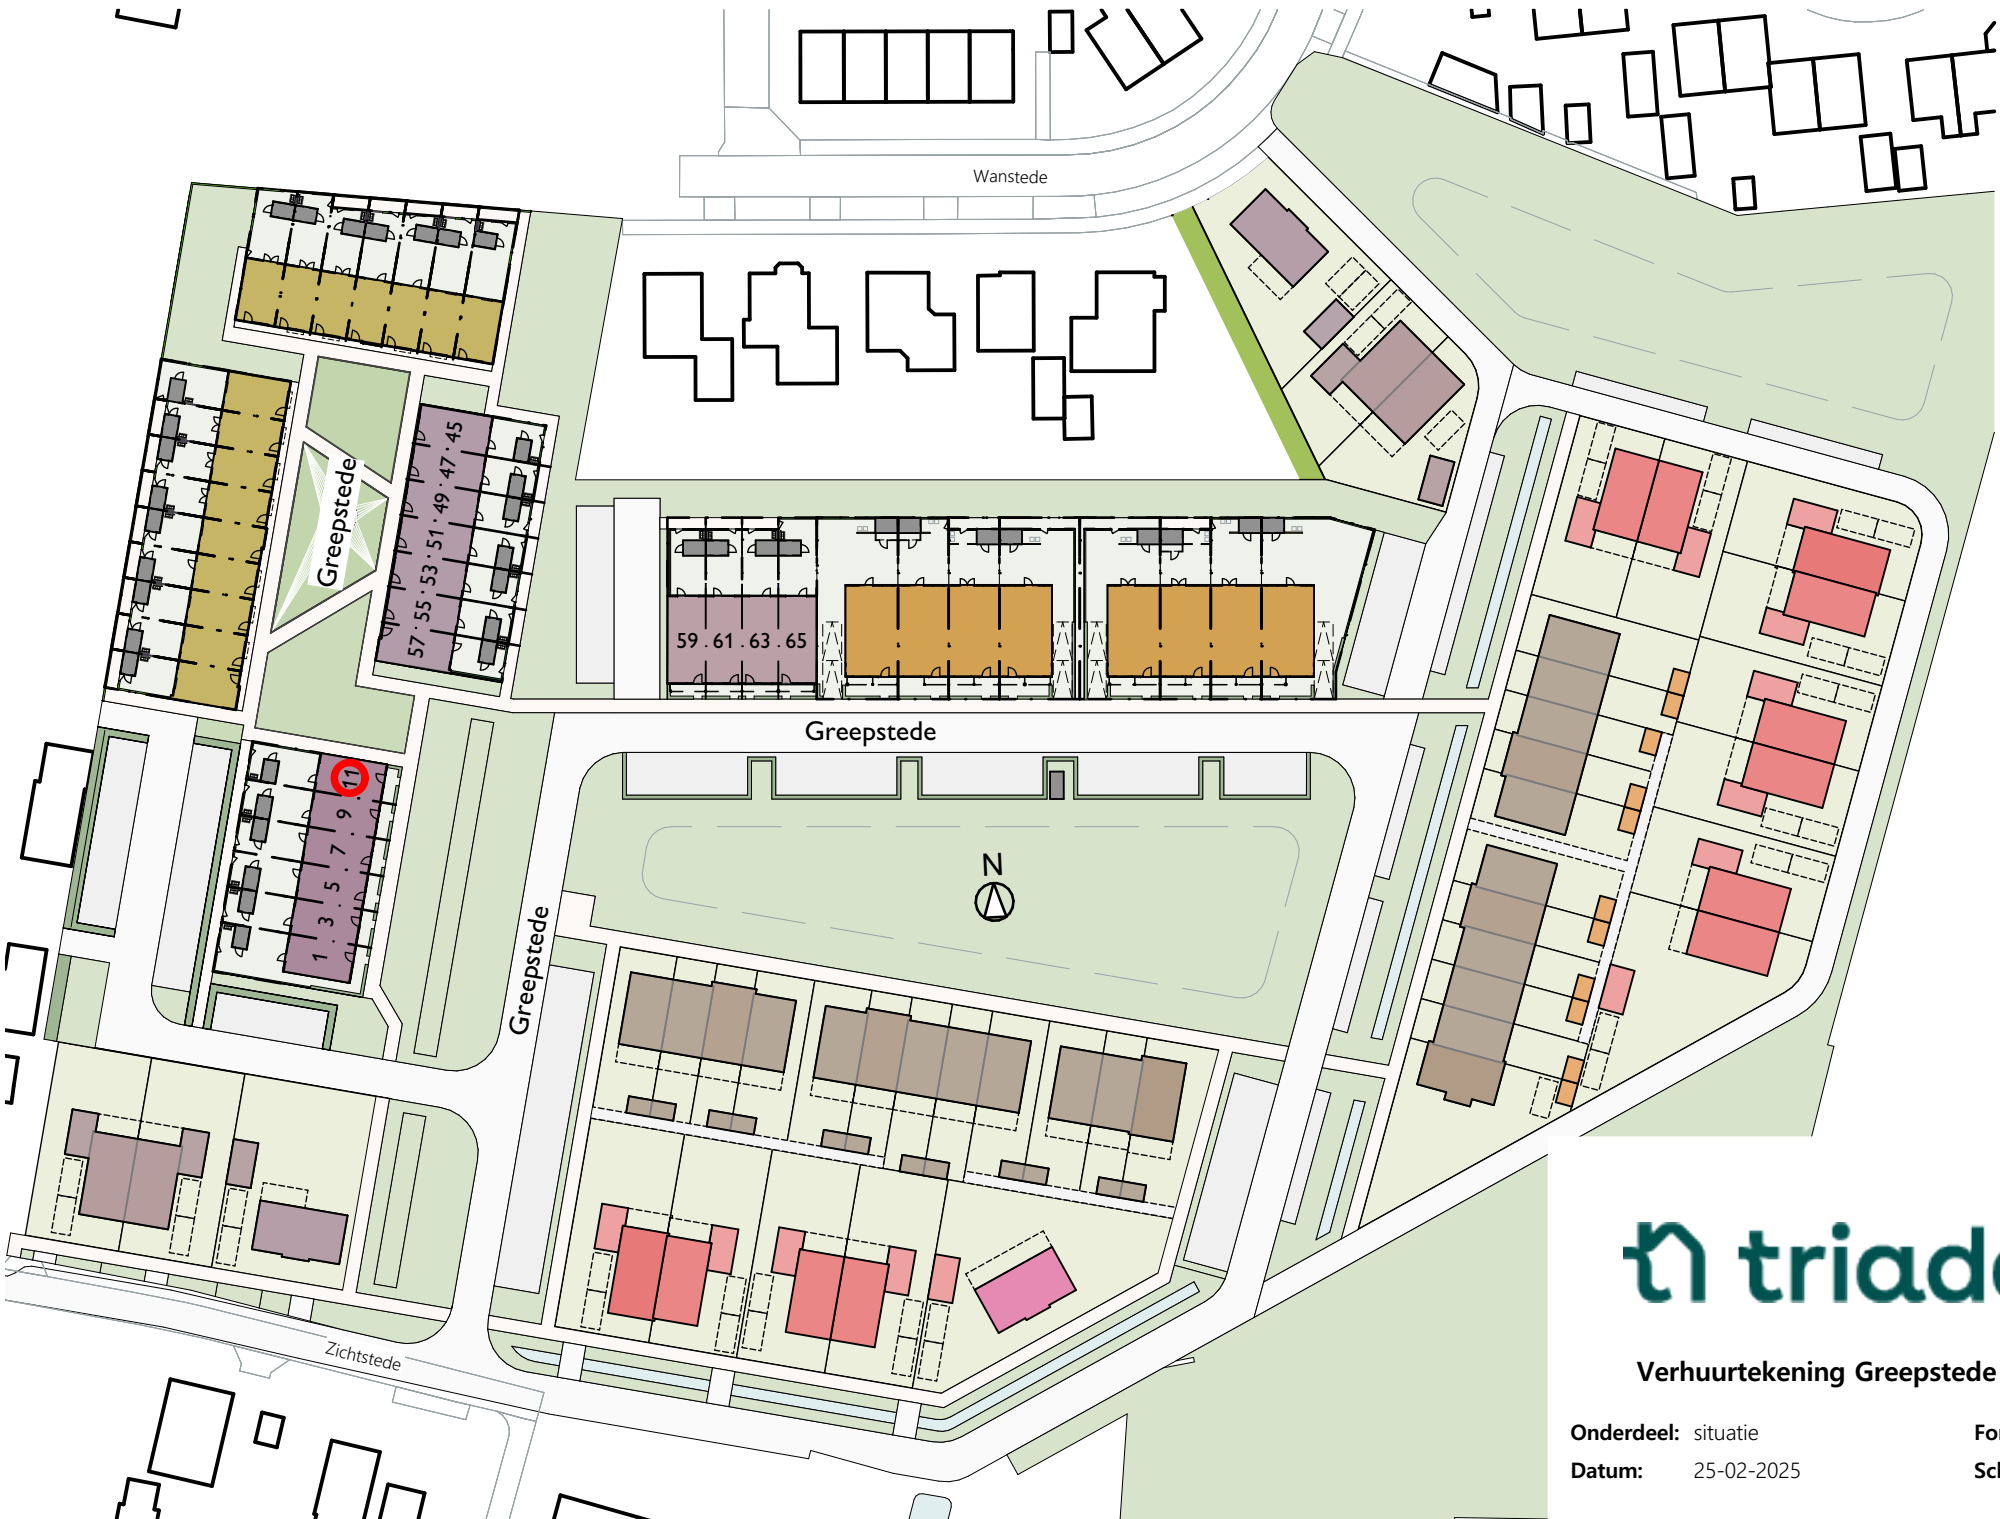 Wanstede
Greepstede
57 . 55 . 53 . 51 . 49 . 47 . 45
59 . 61 . 63 . 65
Greepstede
1 . 3 . 5 . 7 . 9 . 11
N
Greepstede
Zichtstede
triad
Verhuurtekening Greepstede
Onderdeel: situatie
Datum: 25-02-2025